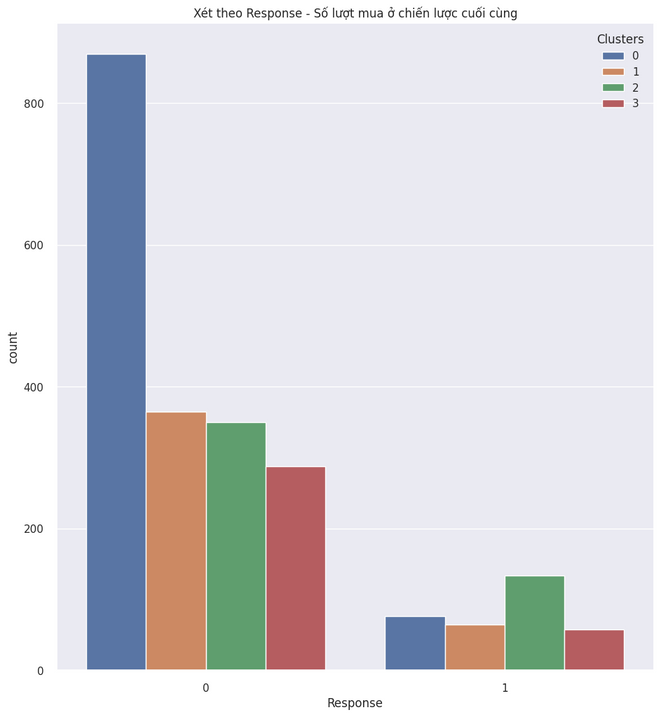 Xét theo Response - Số lượt mua ở chiến lược cuối cùng
Clusters
0
1
2
3
800
600
400
200
0
count
0
1
Response